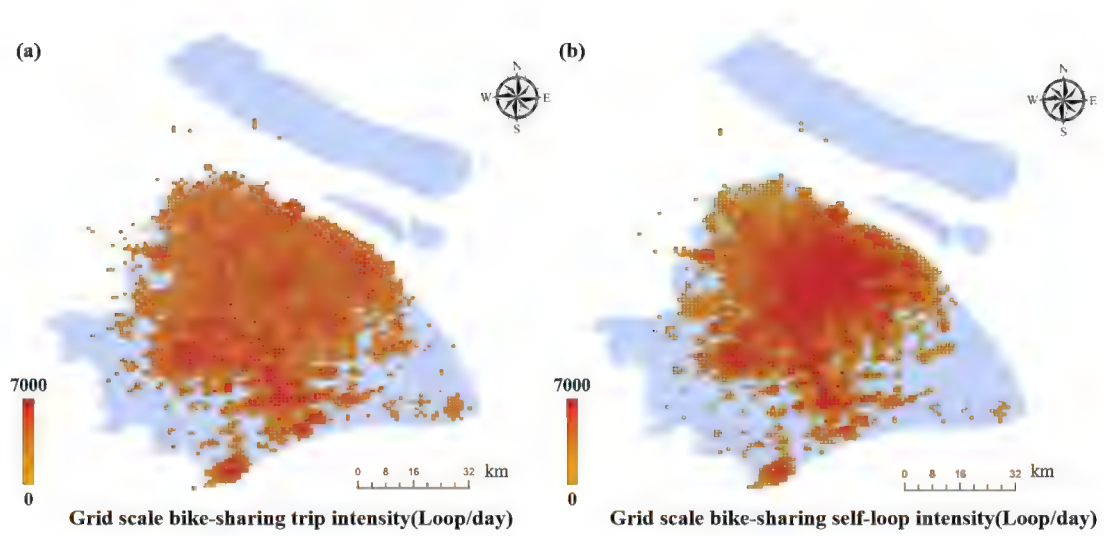 (a)
N
W E
S
7000
0
0 8 16 32 km
Grid scale bike-sharing trip intensity(Loop/day)
(b)
N
W E
S
7000
0
0 8 16 32 km
Grid scale bike-sharing self-loop intensity(Loop/day)